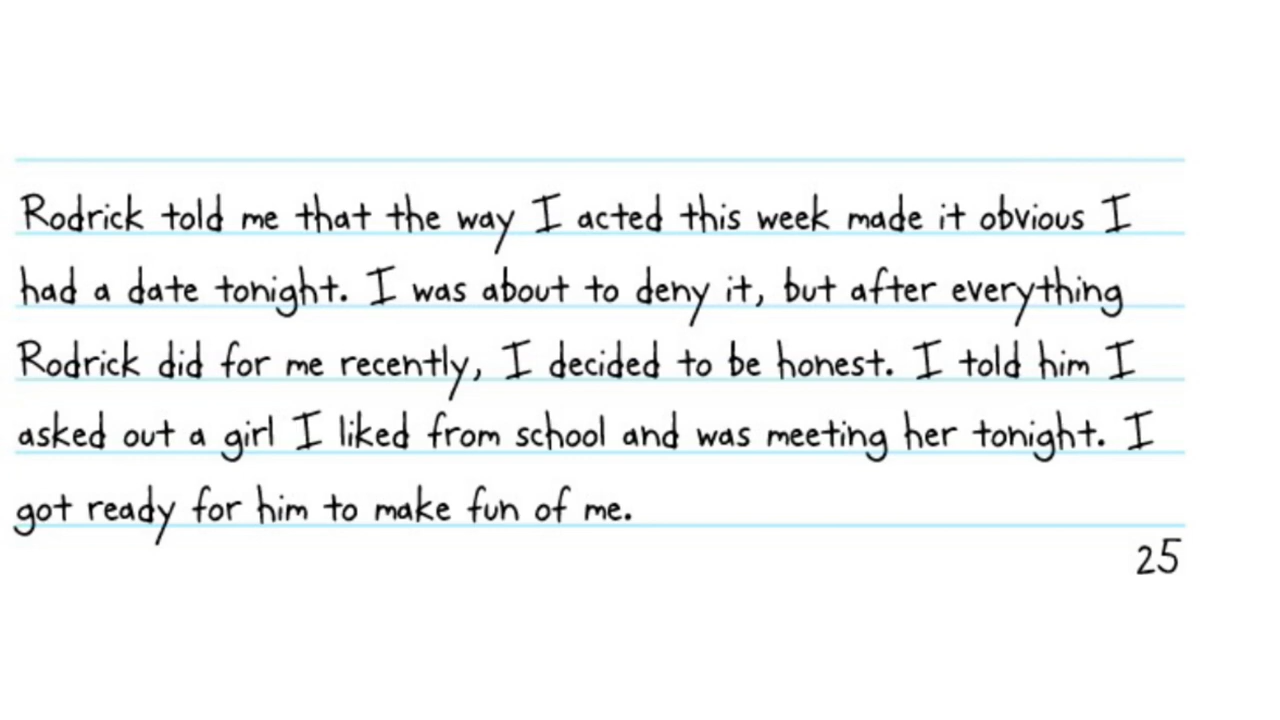 Rodrick told me that the way I acted this week made it obvious I
had a date tonight. I was about to deny it, but after everything
Rodrick did for me recently, I decided to be honest. I told him I
asked out a girl I liked from school and was meeting her tonight. I
got ready for him to make fun of me.
25